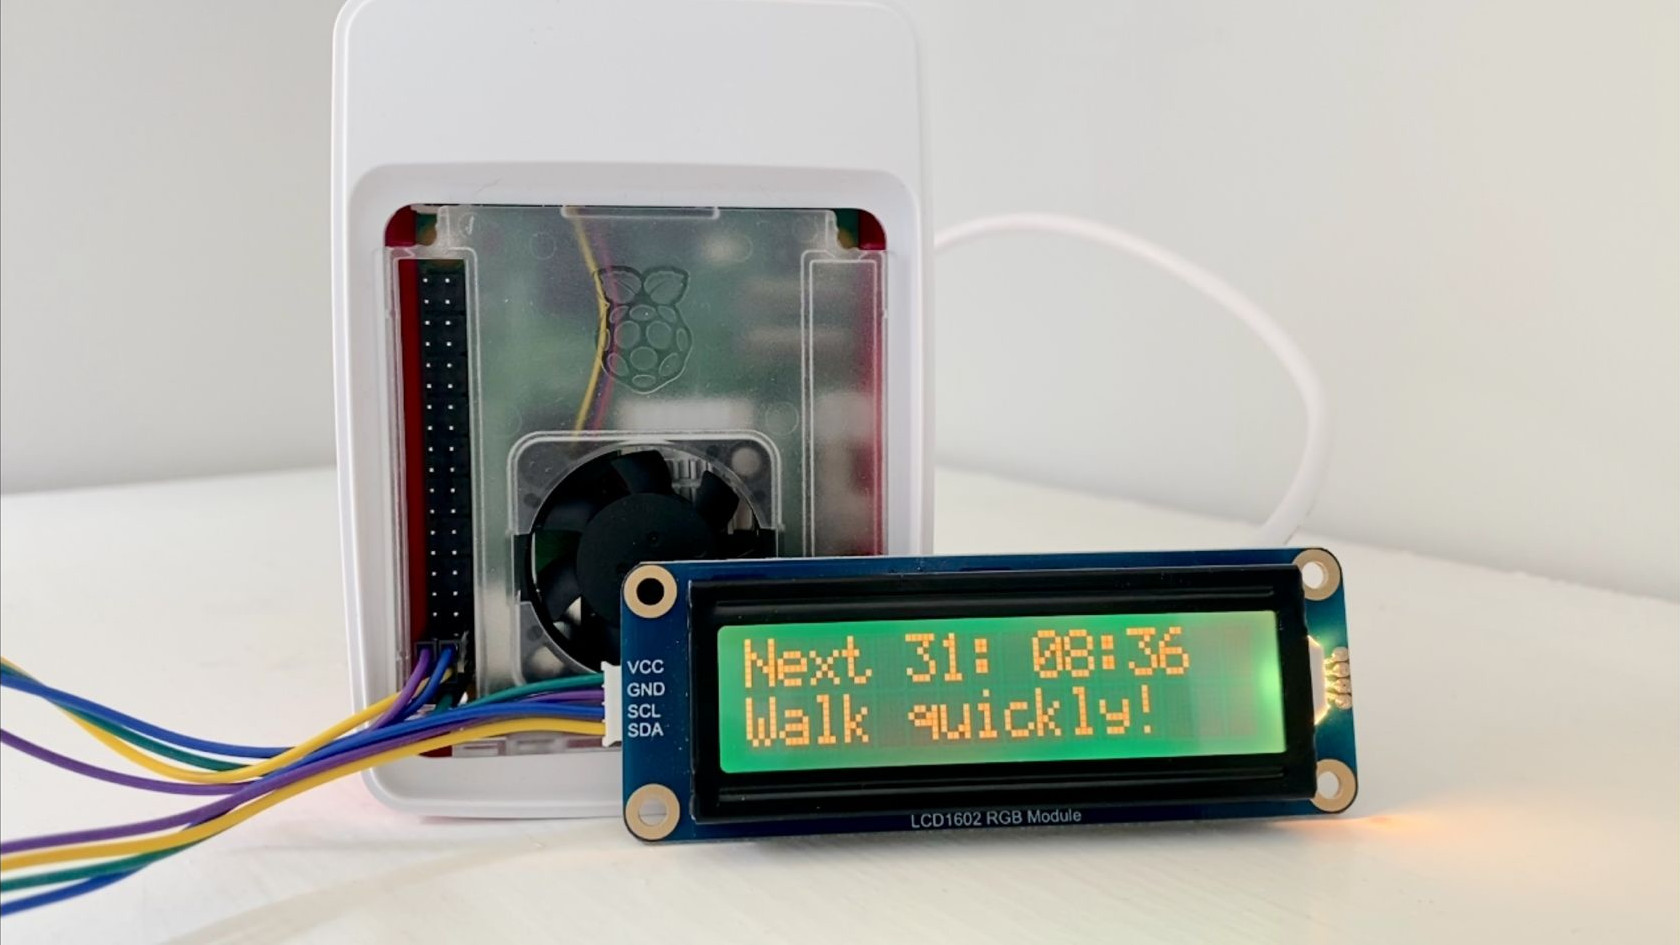 VCC
GND
SCL
SDA
Next 31: 08:36
Walk quickly!
LCD1602 RGB Module